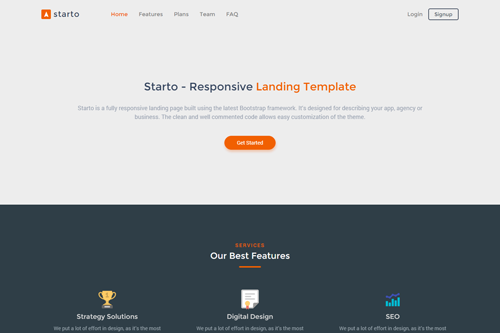 starto
Home Features Plans Team FAQ
Login Signup
Starto - Responsive Landing Template
Starto is a fully responsive landing page built using the latest Bootstrap framework. It's designed for describing your app, agency or
business. The clean and well commented code allows easy customization of the theme.
Get Started
SERVICES
Our Best Features
Strategy Solutions Digital Design SEO
We put a lot of effort in design, as it's the most We put a lot of effort in design, as it's the most We put a lot of effort in design, as it's the most